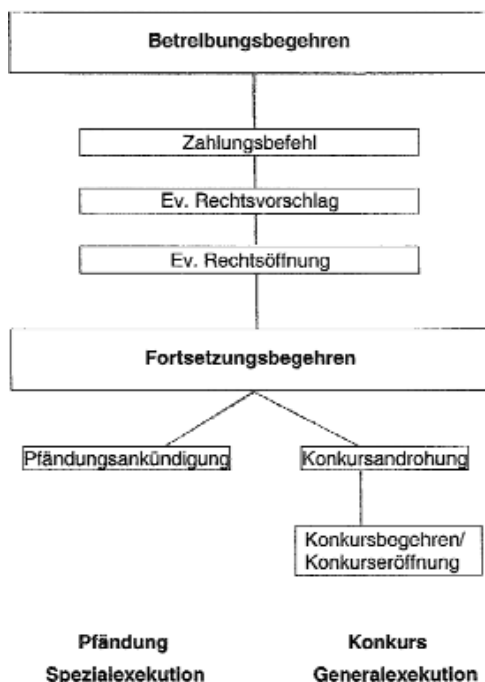 Betreibungsbegehren
Zahlungsbefehl
Ev. Rechtsvorschlag
Ev. Rechtsöffnung
Fortsetzungsbegehren
Pfändungsankündigung
Konkursandrohung
Konkursbegehren/
Konkurseröffnung
Pfändung
Konkurs
Spezialexekution
Generalexekution